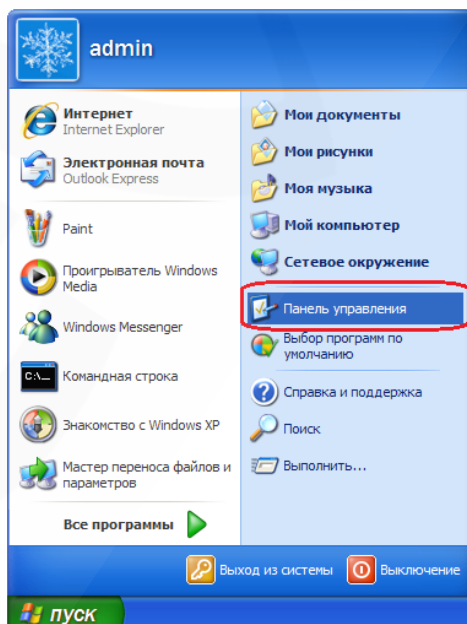 admin
Интернет
Internet Explorer
Электронная почта
Outlook Express
Paint
Проигрыватель Windows
Media
Windows Messenger
C:\_
Командная строка
Знакомство с Windows XP
Мастер переноса файлов и
параметров
Все программы
Мои документы
Мои рисунки
Моя музыка
Мой компьютер
Сетевое окружение
Панель управления
Выбор программ по
умолчанию
Справка и поддержка
Поиск
Выполнить...
Выход из системы
Выключение
пуск